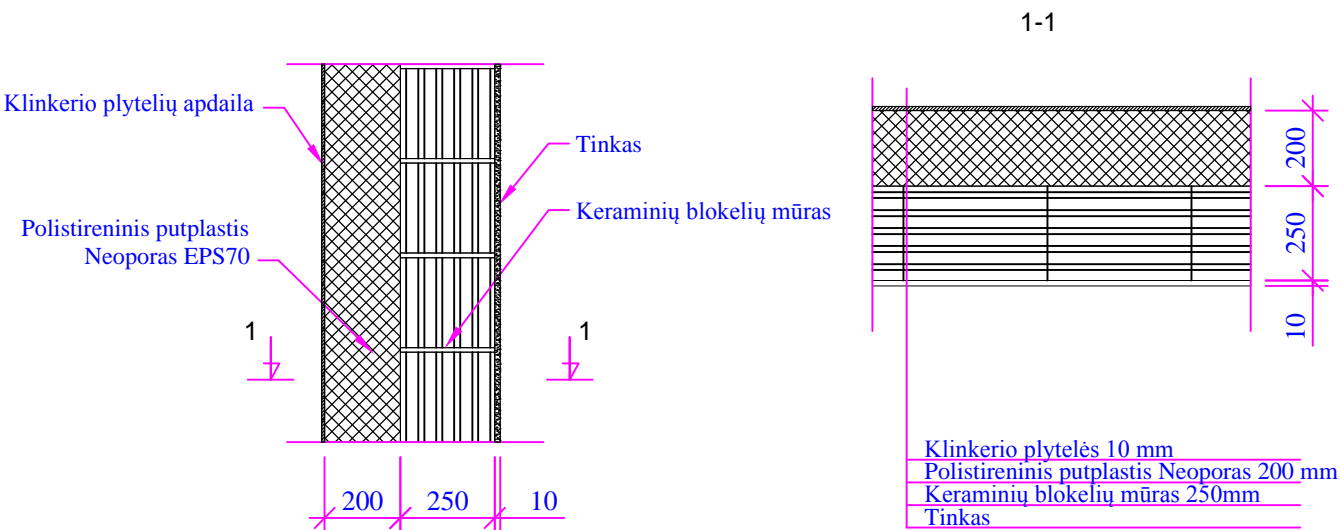 1-1
Klinkerio plytelių apdaila
Tinkas
Keraminių blokelių mūras
Polistireninis putplastis
Neoporas EPS70
1
1
200
250
10
200
250
10
Klinkerio plytelės 10 mm
Polistireninis putplastis Neoporas 200 mm
Keraminių blokelių mūras 250mm
Tinkas